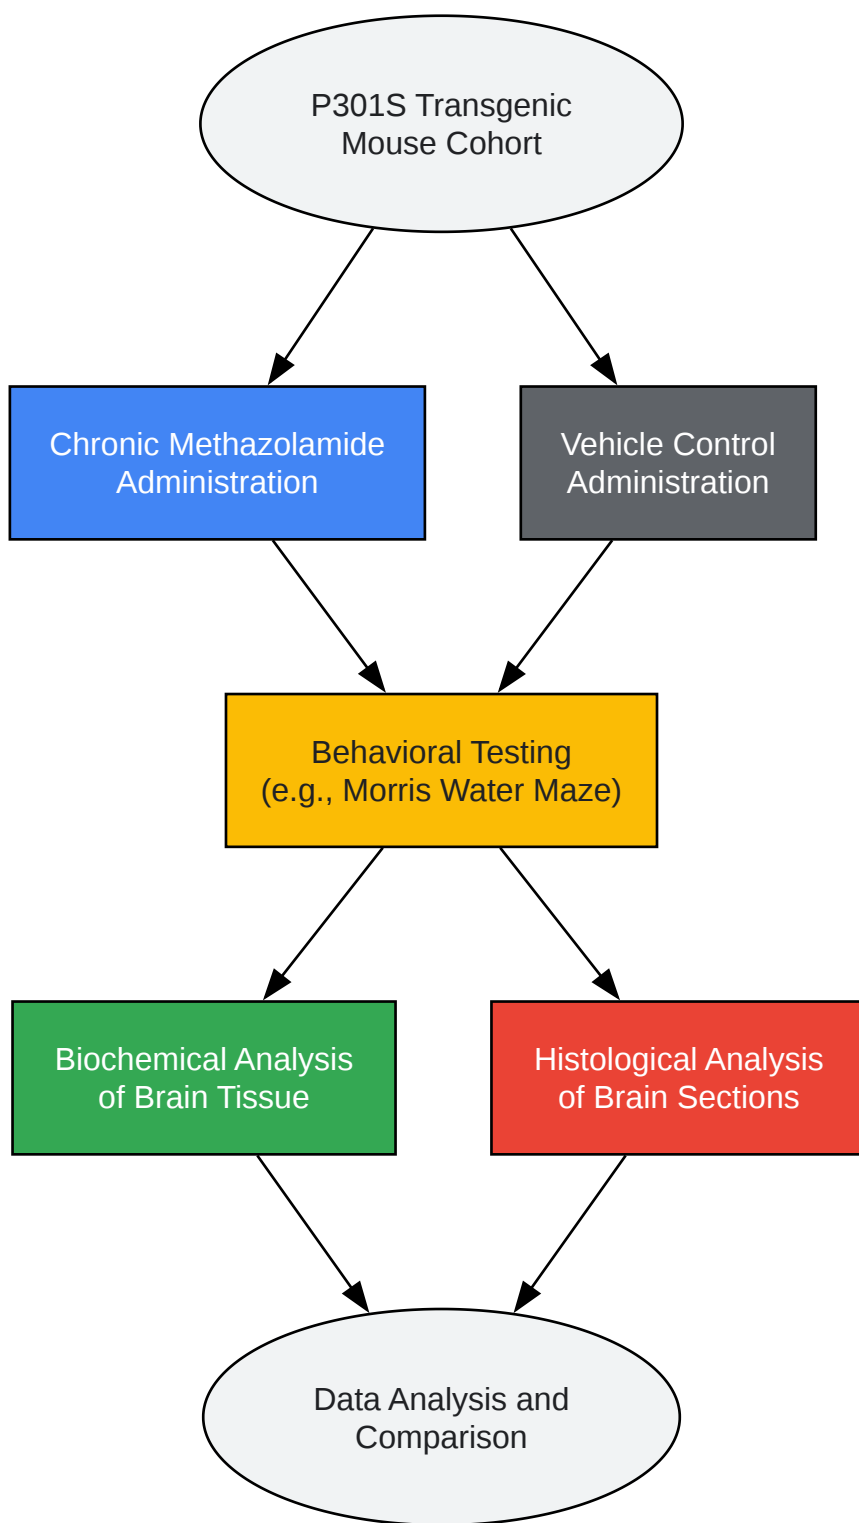 P301S Transgenic
Mouse Cohort
Chronic Methazolamide
Administration
Vehicle Control
Administration
Behavioral Testing
(e.g., Morris Water Maze)
Biochemical Analysis
of Brain Tissue
Histological Analysis
of Brain Sections
Data Analysis and
Comparison